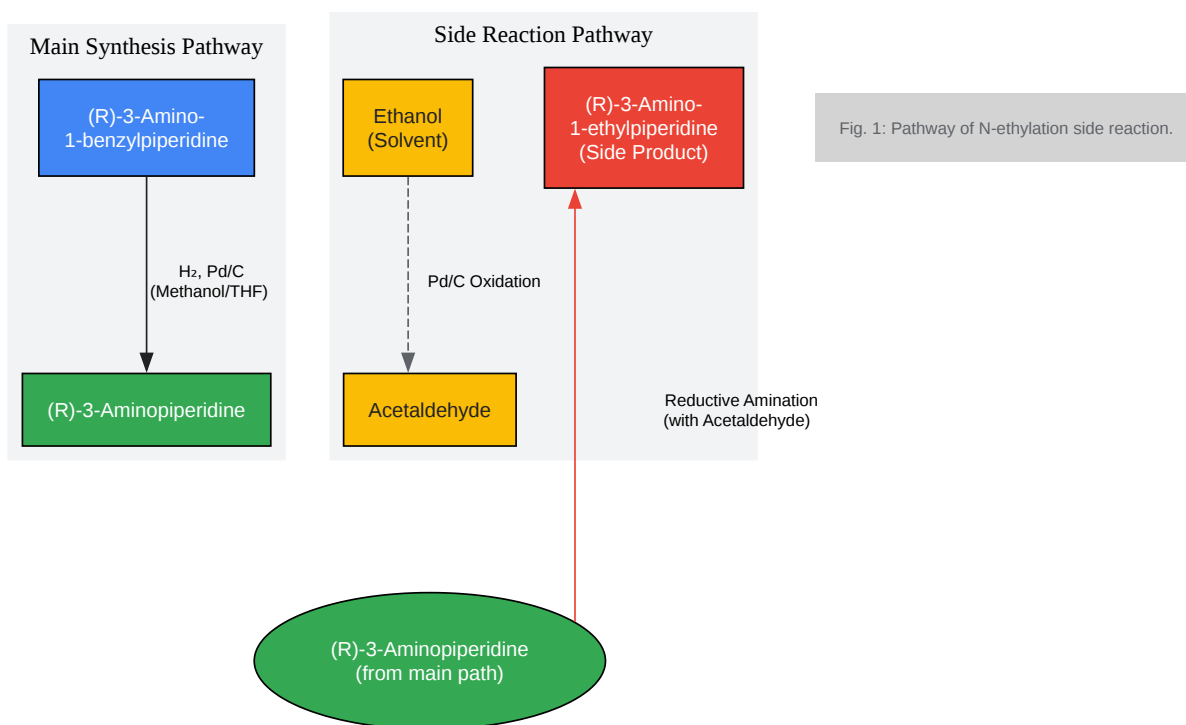 Main Synthesis Pathway
(R)-3-Amino-
1-benzylpiperidine
H₂, Pd/C
(Methanol/THF)
(R)-3-Aminopiperidine
Side Reaction Pathway
Ethanol
(Solvent)
(R)-3-Amino-
1-ethylpiperidine
(Side Product)
Pd/C Oxidation
Acetaldehyde
Reductive Amination
(with Acetaldehyde)
(R)-3-Aminopiperidine
(from main path)
Fig. 1: Pathway of N-ethylation side reaction.